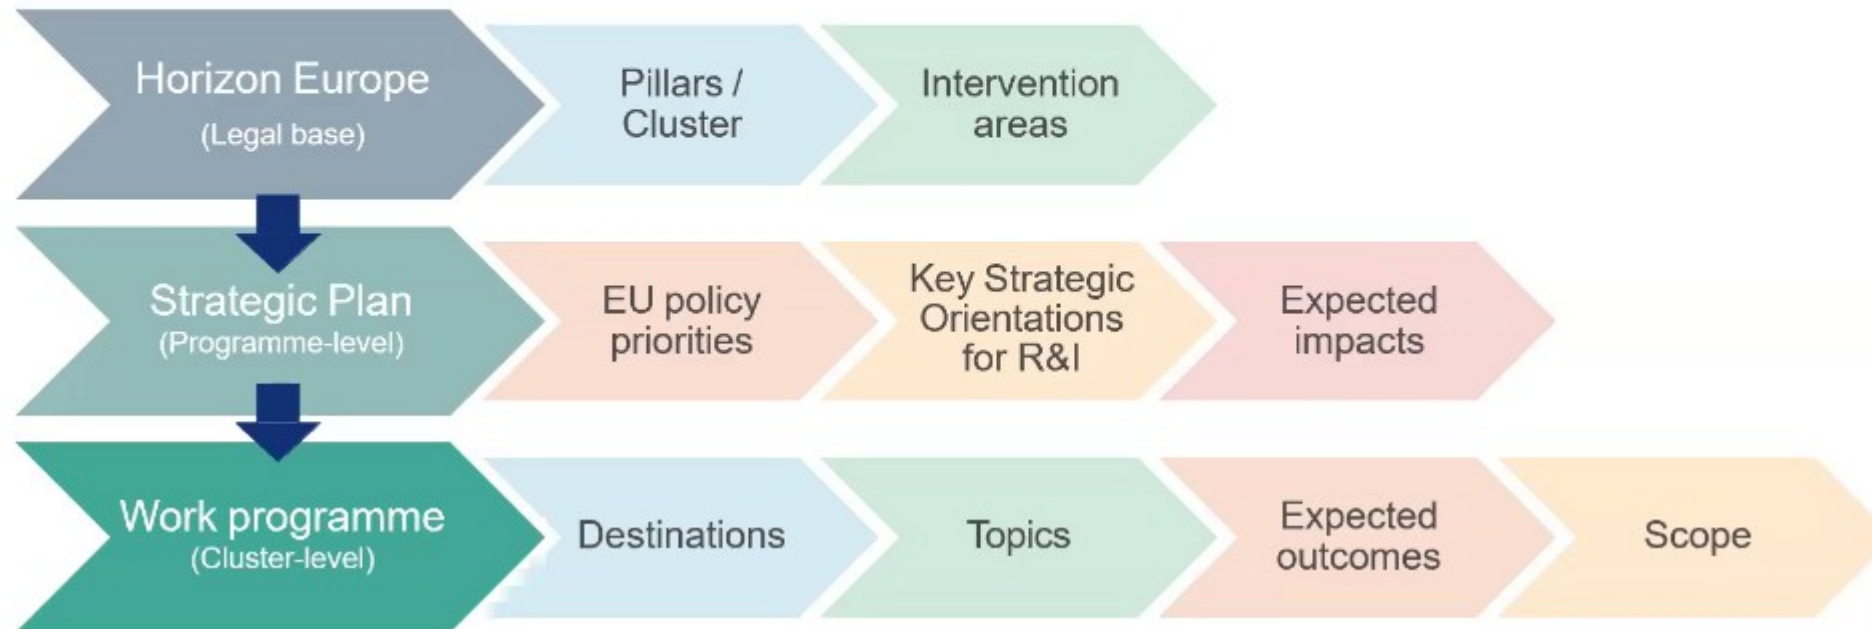 Horizon Europe
(Legal base)
Pillars /
Cluster
Intervention
areas
Strategic Plan
(Programme-level)
EU policy
priorities
Key Strategic
Orientations
for R&I
Expected
impacts
Work programme
(Cluster-level)
Destinations
Topics
Expected
outcomes
Scope